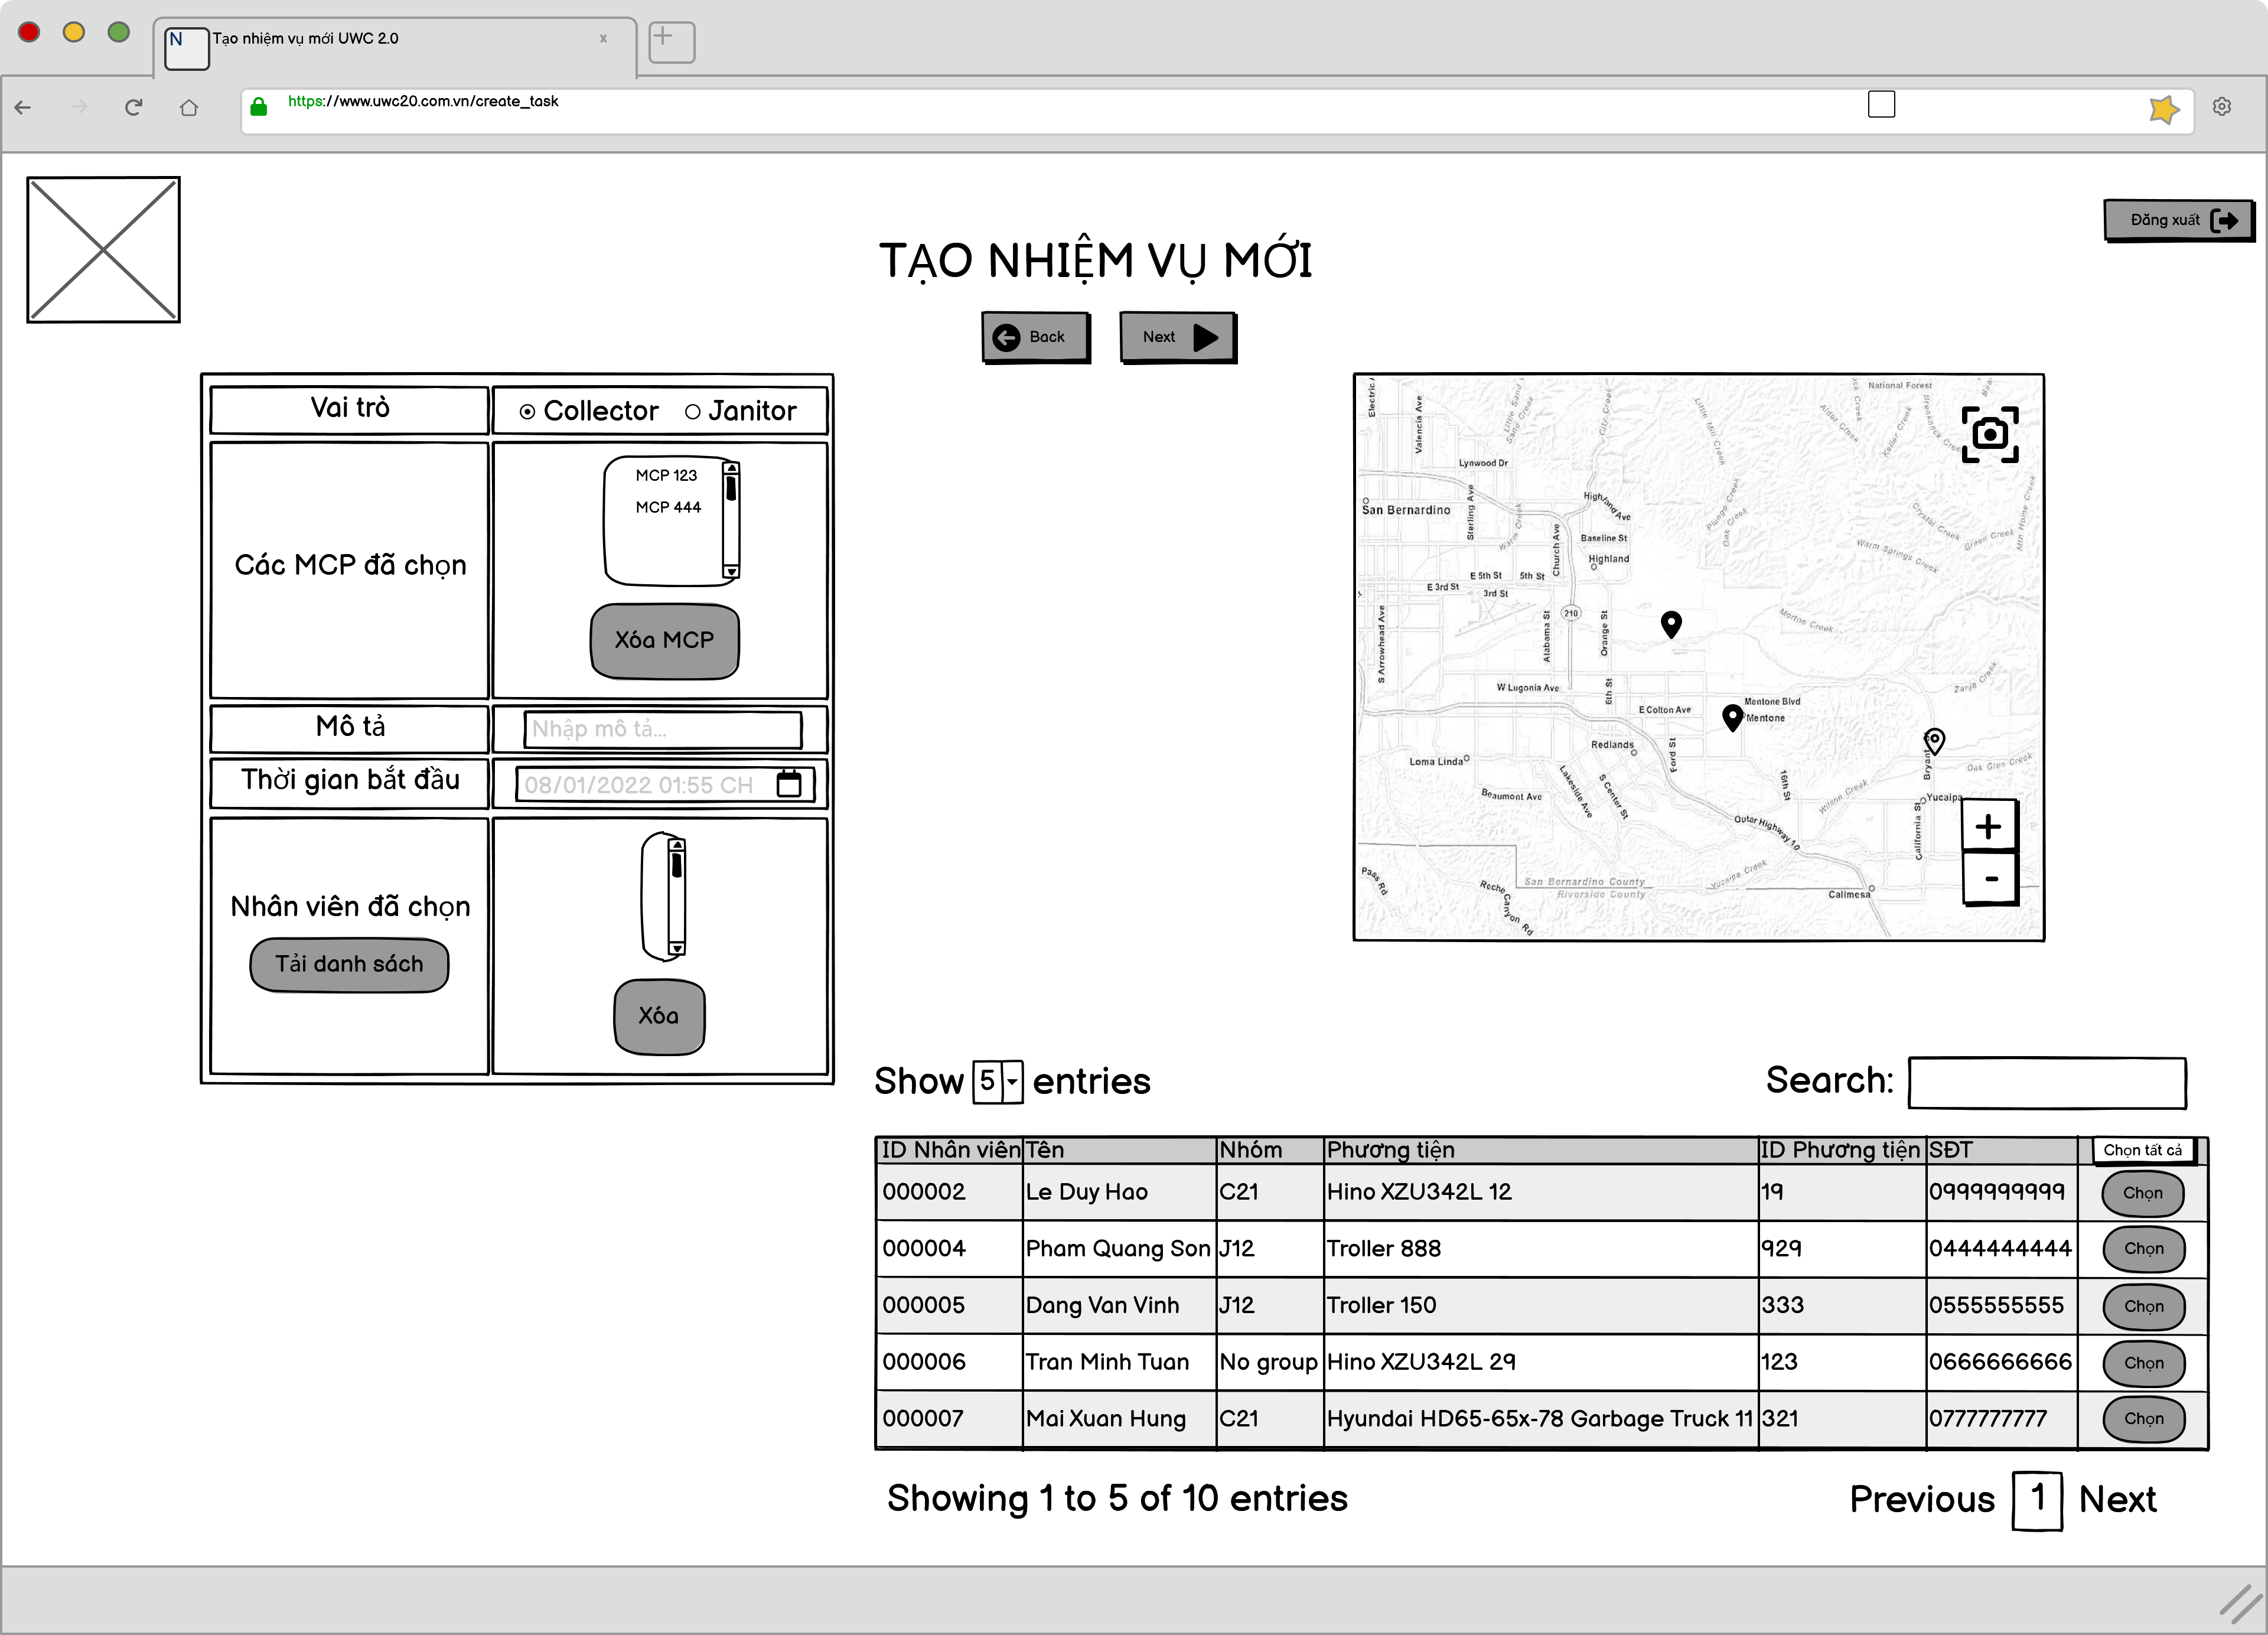 N
Tạo nhiệm vụ mới UWC 2.0
x
https://www.uwc20.com.vn/create_task
Đăng xuất
TẠO NHIỆM VỤ MỚI
Back
Next
Vai trò
Collector
Janitor
Các MCP đã chọn
MCP 123
MCP 444
Xóa MCP
Mô tả
Nhập mô tả...
Thời gian bắt đầu
08/01/2022 01:55 CH
Nhân viên đã chọn
Tải danh sách
Xóa
National Forest
Electric
Valencia Ave
Little Sand Creek
Sand Creek
City Creek
Little Mill Creek
Alder Creek
Keller Creek
Breakneck Creek
Lynwood Dr
San Bernardino
Sterling Ave
Warm Creek
Highland Ave
Plunge Creek
Oak Creek
Crystal Creek
Green Creek
Mtn Home Creek
Warm Springs Creek
Church Ave
Baseline St
Highland
E 5th St
5th St
E 3rd St
3rd St
210
S Arrowhead Ave
Alabama St
Orange St
Morton Creek
W Lugonia Ave
6th St
Zanja Creek
E Colton Ave
Mentone Blvd
Mentone
Redlands
Ford St
Loma Linda
Bryant
Oak Glen Creek
Lakeside Ave
S Center St
16th St
Beaumont Ave
Wilson Creek
Yucaipa
Outer Highway 10
California St
+
-
Pass Rd
Reche Canyon Rd
San Bernardino County
Riverside County
Yucaipa Creek
Calimesa
Show 5 entries
Search:
ID Nhân viên Tên Nhóm Phương tiện ID Phương tiện SĐT Chọn tất cả
000002 Le Duy Hao C21 Hino XZU342L 12 19 0999999999 Chọn
000004 Pham Quang Son J12 Troller 888 929 0444444444 Chọn
000005 Dang Van Vinh J12 Troller 150 333 0555555555 Chọn
000006 Tran Minh Tuan No group Hino XZU342L 29 123 0666666666 Chọn
000007 Mai Xuan Hung C21 Hyundai HD65-65x-78 Garbage Truck 11 321 0777777777 Chọn
Showing 1 to 5 of 10 entries
Previous 1 Next